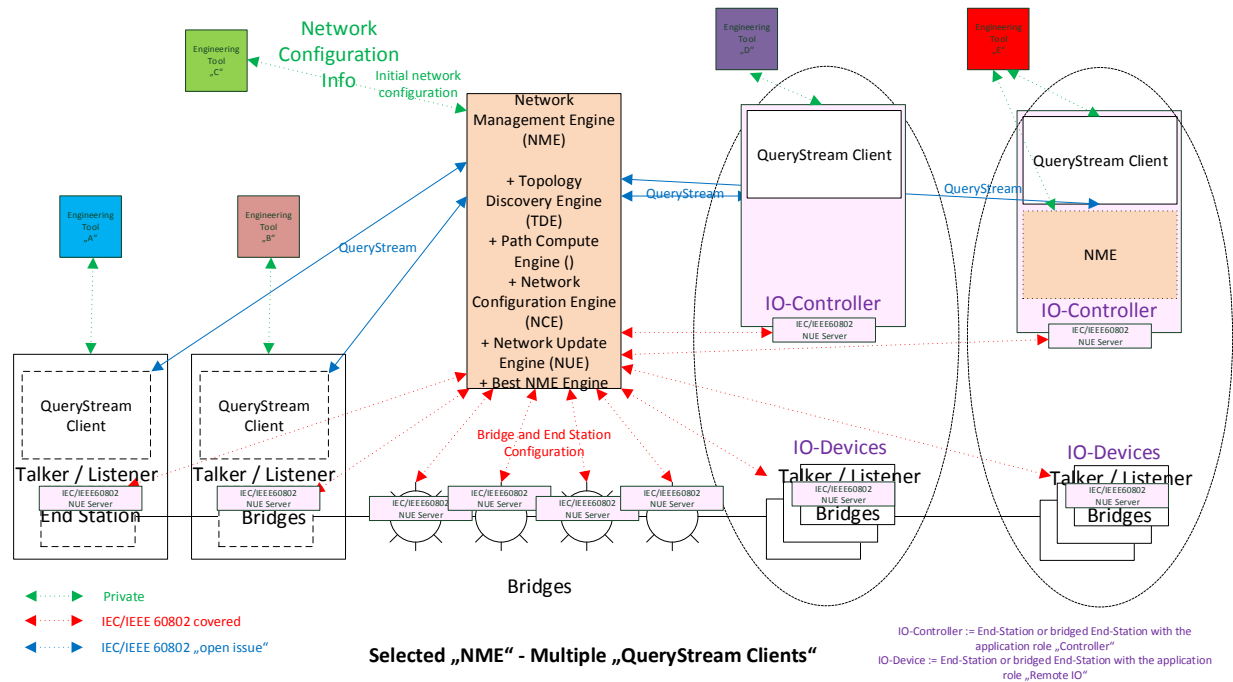 Engineering
Tool
„C"
Network
Configuration
Info
Initial network
configuration
Engineering
Tool
„D"
Engineering
Tool
„E"
Network
Management Engine
(NME)
+ Topology
Discovery Engine
(TDE)
+ Path Compute
Engine ()
+ Network
Configuration Engine
(NCE)
+ Network Update
Engine (NUE)
+ Best NME Engine
QueryStream Client
IO-Controller
IEC/IEEE60802
NUE Server
QueryStream Client
NME
IO-Controller
IEC/IEEE60802
NUE Server
QueryStream
QueryStream
QueryStream
Engineering
Tool
„A"
Engineering
Tool
„B"
QueryStream
Client
Talker / Listener
IEC/IEEE60802
NUE Server
End Station
QueryStream
Client
Talker / Listener
IEC/IEEE60802
NUE Server
Bridges
Bridge and End Station
Configuration
IEC/IEEE60802
NUE Server
IEC/IEEE60802
NUE Server
IEC/IEEE60802
NUE Server
IEC/IEEE60802
NUE Server
Bridges
IO-Devices
Talker / Listener
IEC/IEEE60802
NUE Server
Bridges
IO-Devices
Talker / Listener
IEC/IEEE60802
NUE Server
Bridges
Private
IEC/IEEE 60802 covered
IEC/IEEE 60802 „open issue“
Selected „NME“ - Multiple „QueryStream Clients“
IO-Controller := End-Station or bridged End-Station with the
application role „Controller“
IO-Device := End-Station or bridged End-Station with the application
role „Remote IO“